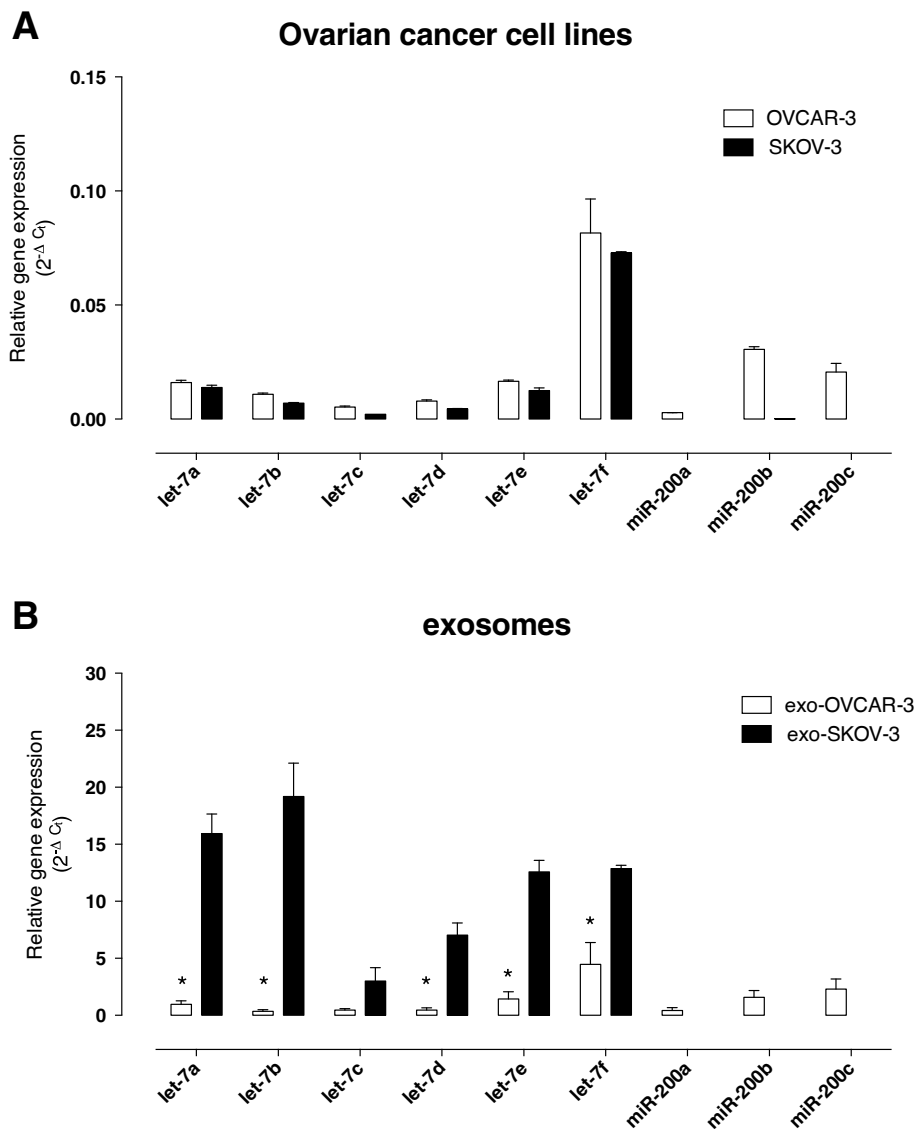 A
Ovarian cancer cell lines
Relative gene expression
(2-Δ Ct)
0.15
0.10
0.05
0.00
OVCAR-3
SKOV-3
let-7a
let-7b
let-7c
let-7d
let-7e
let-7f
miR-200a
miR-200b
miR-200c
B
exosomes
Relative gene expression
(2-Δ Ct)
30
25
20
15
10
5
0
exo-OVCAR-3
exo-SKOV-3
*
*
*
*
*
let-7a
let-7b
let-7c
let-7d
let-7e
let-7f
miR-200a
miR-200b
miR-200c